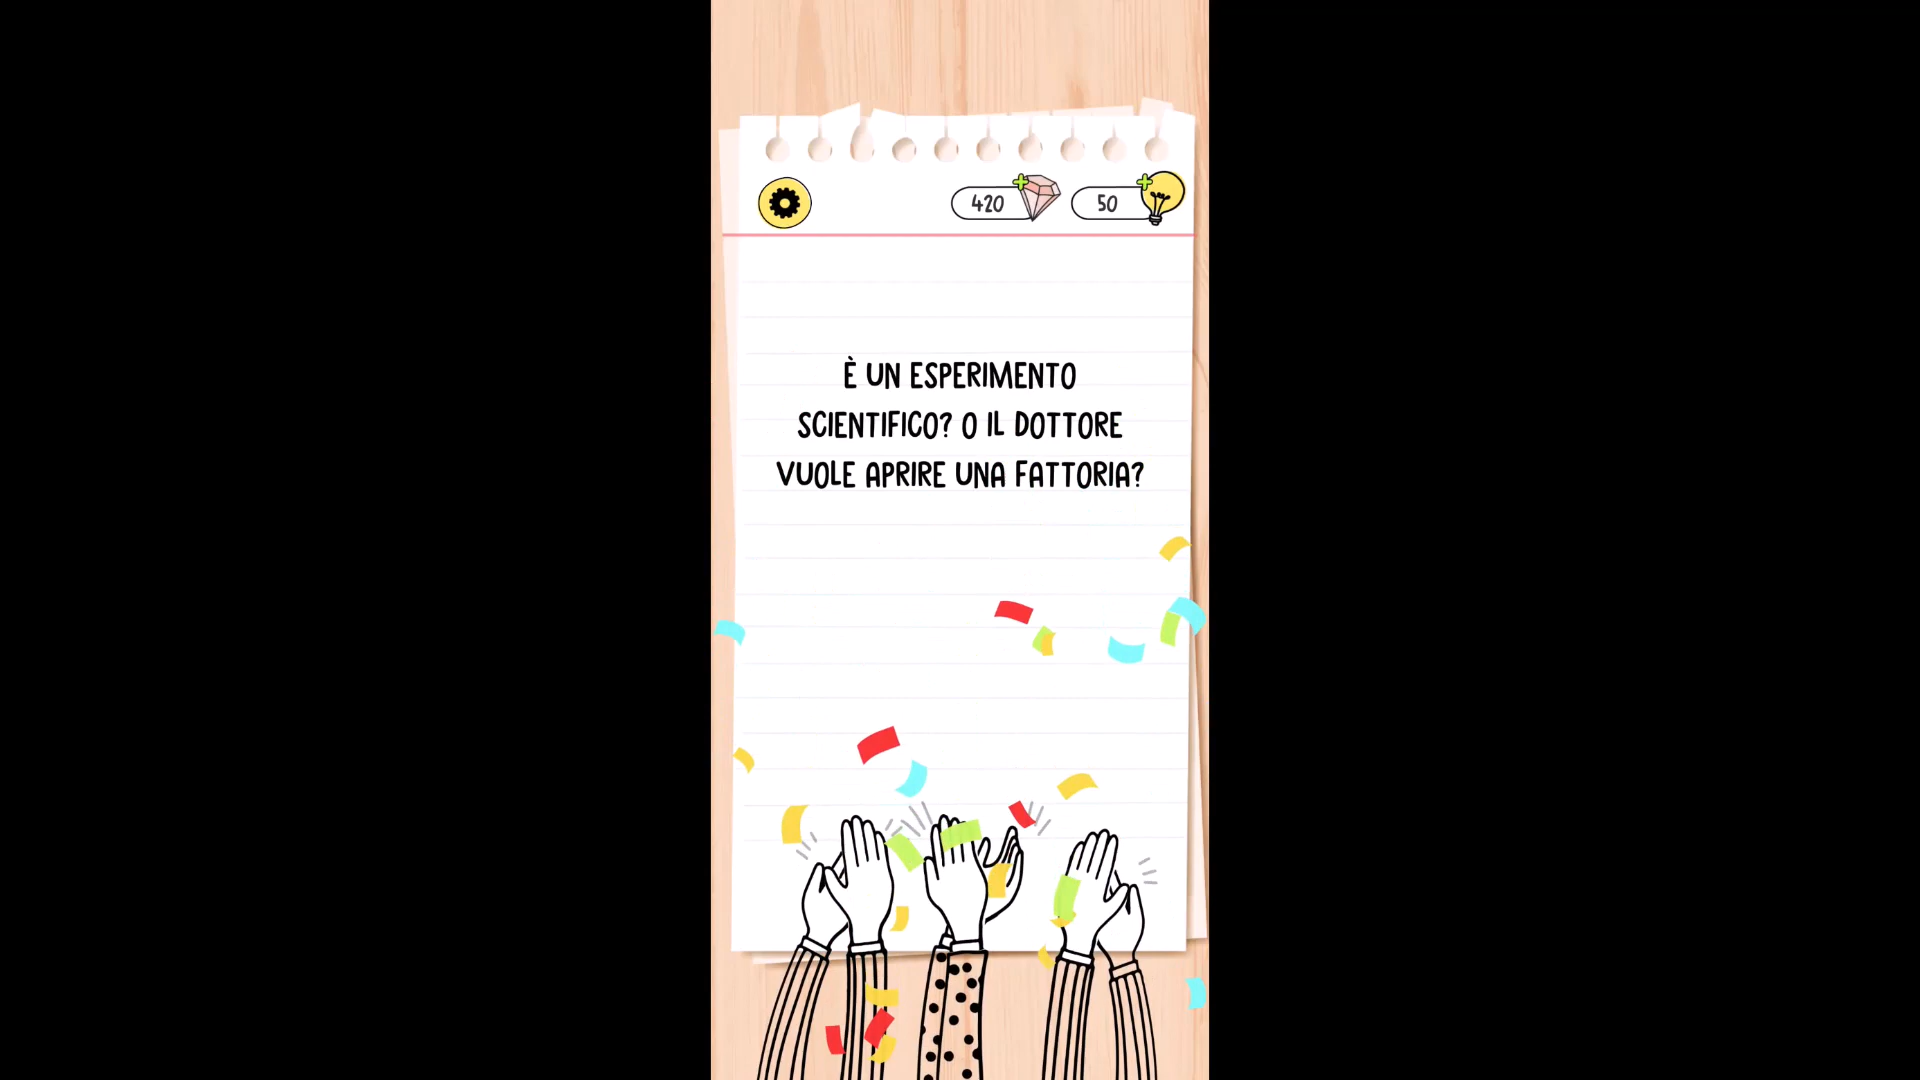 420
50
È UN ESPERIMENTO
SCIENTIFICO? O IL DOTTORE
VUOLE APRIRE UNA FATTORIA?